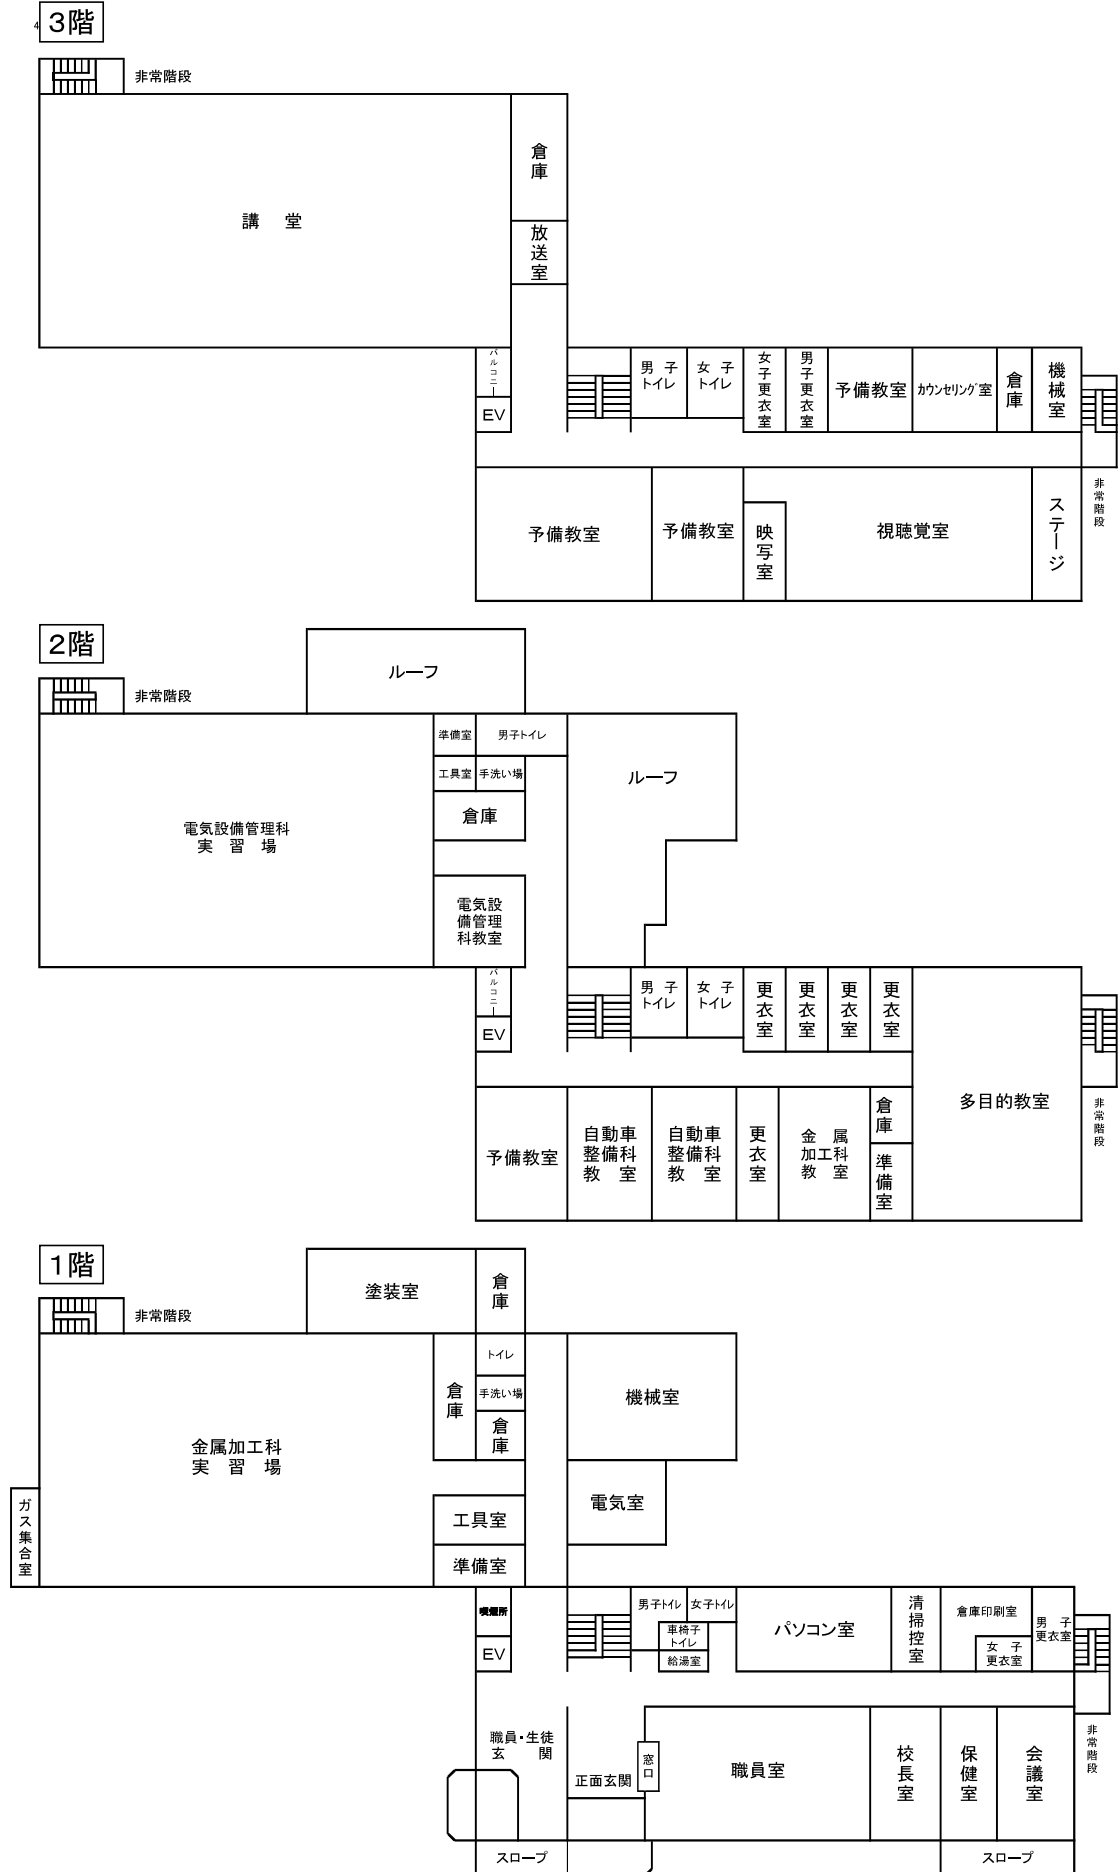 4
3階
非常階段
講　堂
倉庫
放送室
バルコニー
EV
男　子
トイレ
女　子
トイレ
女子更衣室
男子更衣室
予備教室
カウンセリング室
倉庫
機械室
非常階段
予備教室
予備教室
映写室
視聴覚室
ステージ
2階
非常階段
ルーフ
電気設備管理科
実　習　場
準備室
男子トイレ
工具室
手洗い場
倉庫
電気設
備管理
科教室
ルーフ
バルコニー
EV
男　子
トイレ
女　子
トイレ
更衣室
更衣室
更衣室
更衣室
多目的教室
非常階段
予備教室
自動車
整備科
教　室
自動車
整備科
教　室
更衣室
金　属
加工科
教　室
倉庫
準備室
1階
非常階段
塗装室
倉庫
金属加工科
実　習　場
ガス集合室
倉庫
トイレ
手洗い場
倉庫
工具室
準備室
機械室
電気室
喫煙所
EV
男子トイレ
女子トイレ
車椅子
トイレ
給湯室
パソコン室
清掃控室
倉庫印刷室
女　子
更衣室
男　子
更衣室
非常階段
職員・生徒
玄　　関
正面玄関
窓口
職員室
校長室
保健室
会議室
スロープ
スロープ